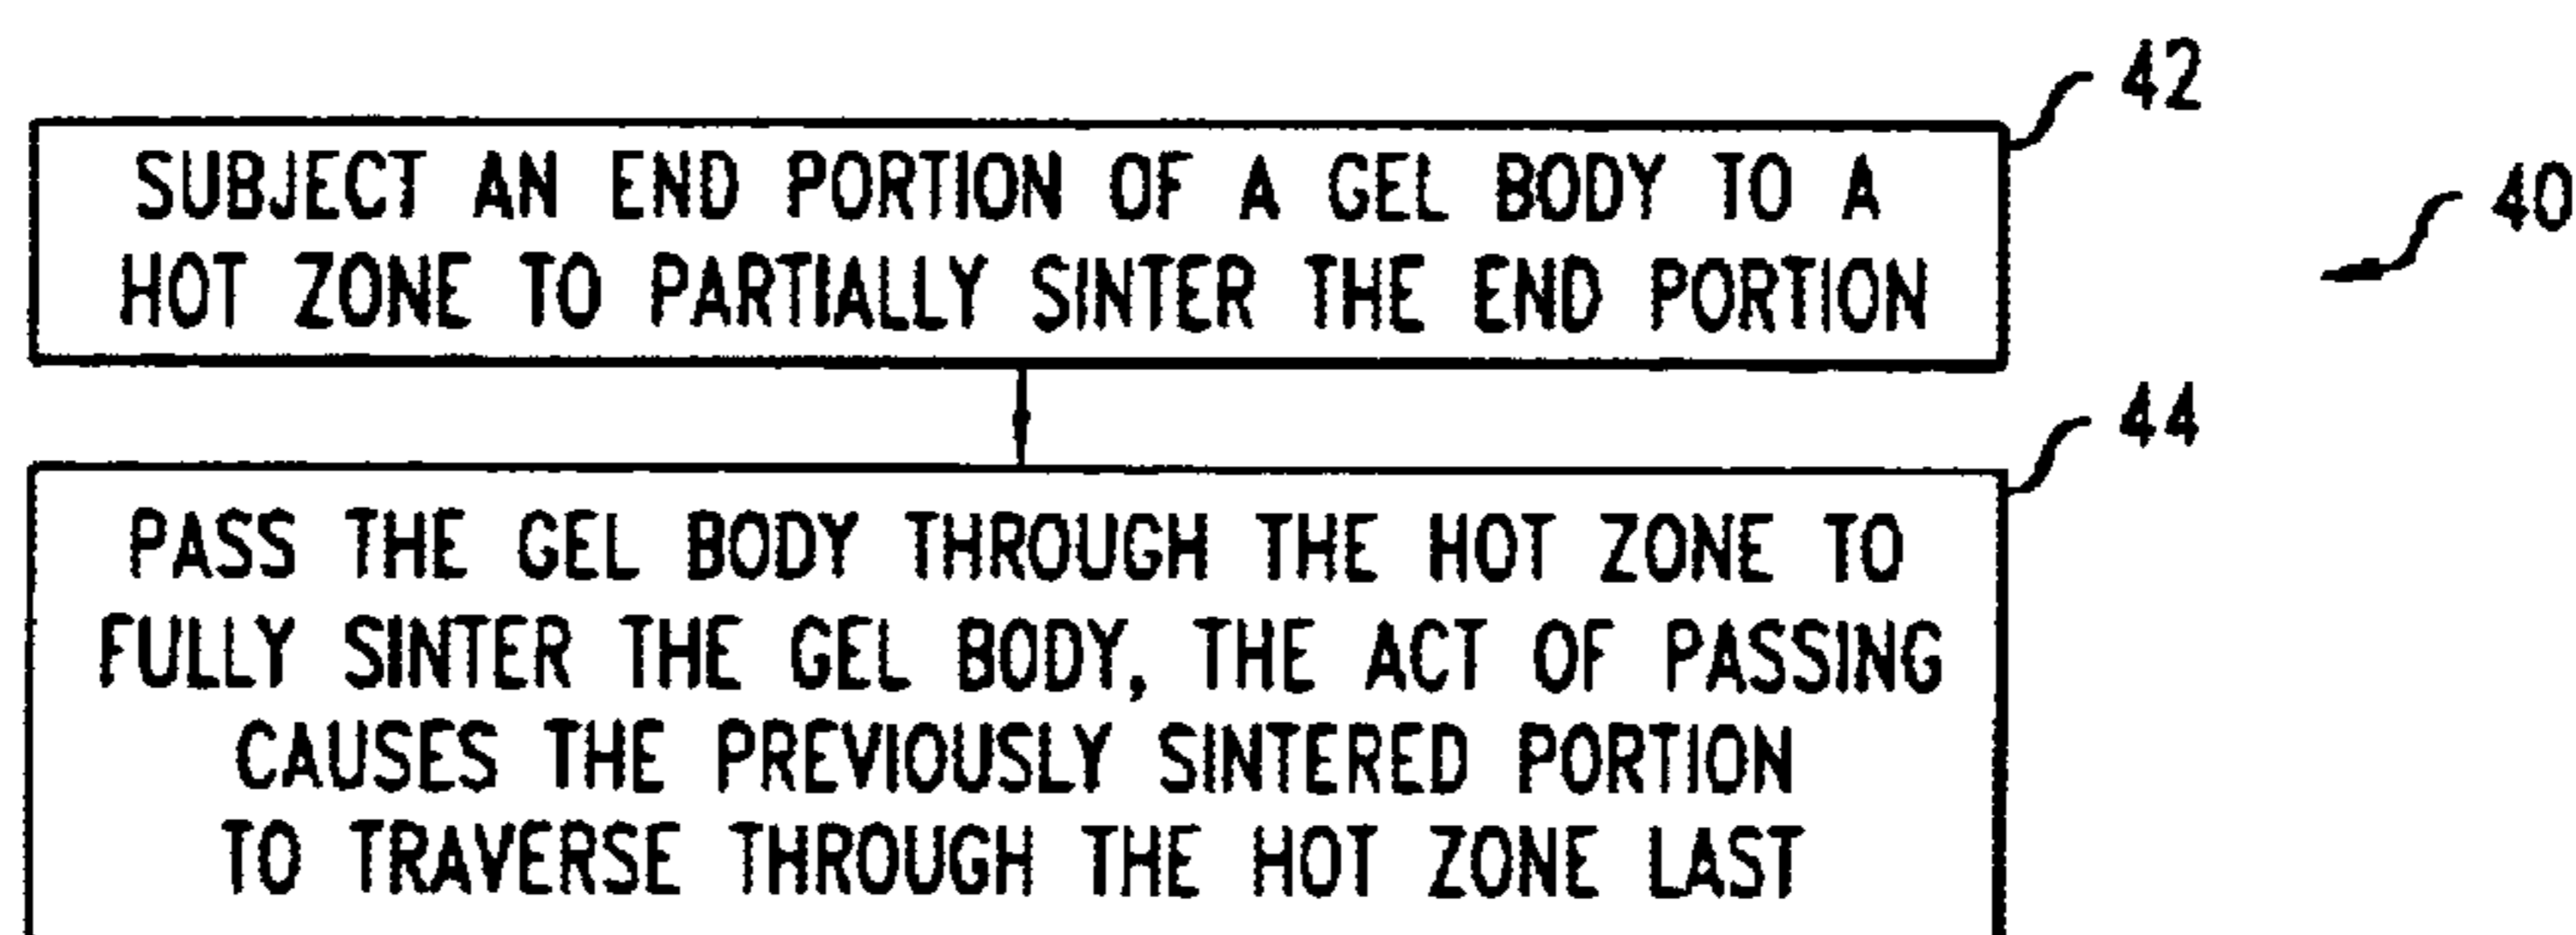 42
SUBJECT AN END PORTION OF A GEL BODY TO A
HOT ZONE TO PARTIALLY SINTER THE END PORTION
40
44
PASS THE GEL BODY THROUGH THE HOT ZONE TO
FULLY SINTER THE GEL BODY, THE ACT OF PASSING
CAUSES THE PREVIOUSLY SINTERED PORTION
TO TRAVERSE THROUGH THE HOT ZONE LAST